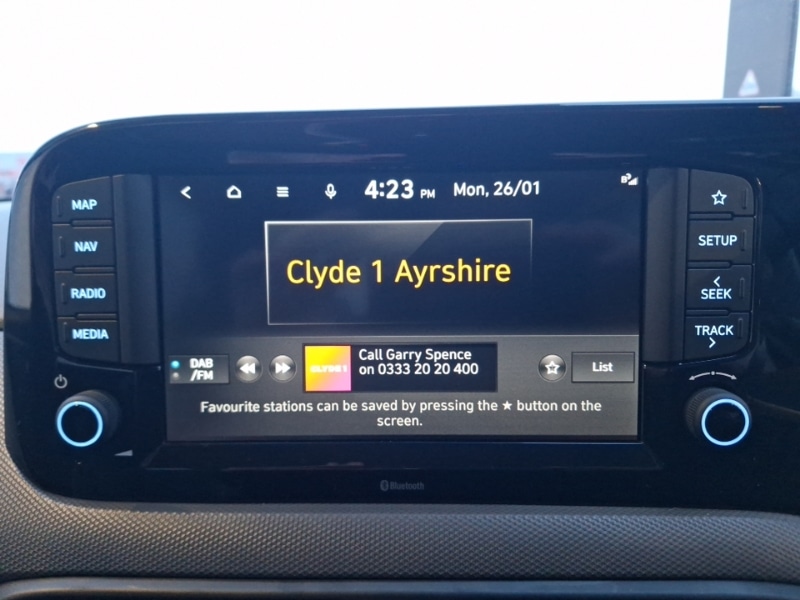 4:23 PM Mon, 26/01
MAP
NAV
RADIO
MEDIA
Clyde 1 Ayrshire
DAB
/FM
CLYDE 1
Call Garry Spence
on 0333 20 20 400
List
Favourite stations can be saved by pressing the ★ button on the
screen.
SETUP
SEEK
TRACK
Bluetooth